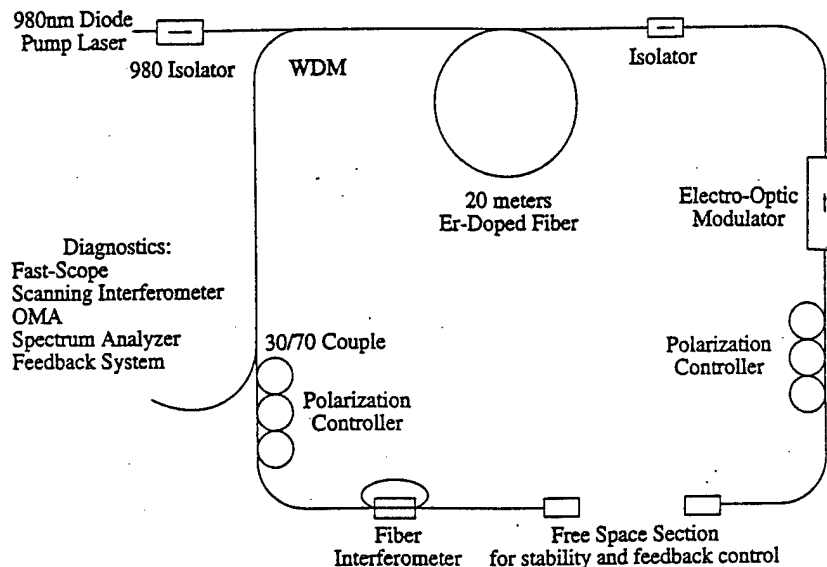 980nm Diode
Pump Laser
980 Isolator
WDM
Isolator
20 meters
Er-Doped Fiber
Electro-Optic
Modulator
Diagnostics:
Fast-Scope
Scanning Interferometer
OMA
Spectrum Analyzer
Feedback System
30/70 Couple
Polarization
Controller
Polarization
Controller
Fiber
Interferometer
Free Space Section
for stability and feedback control